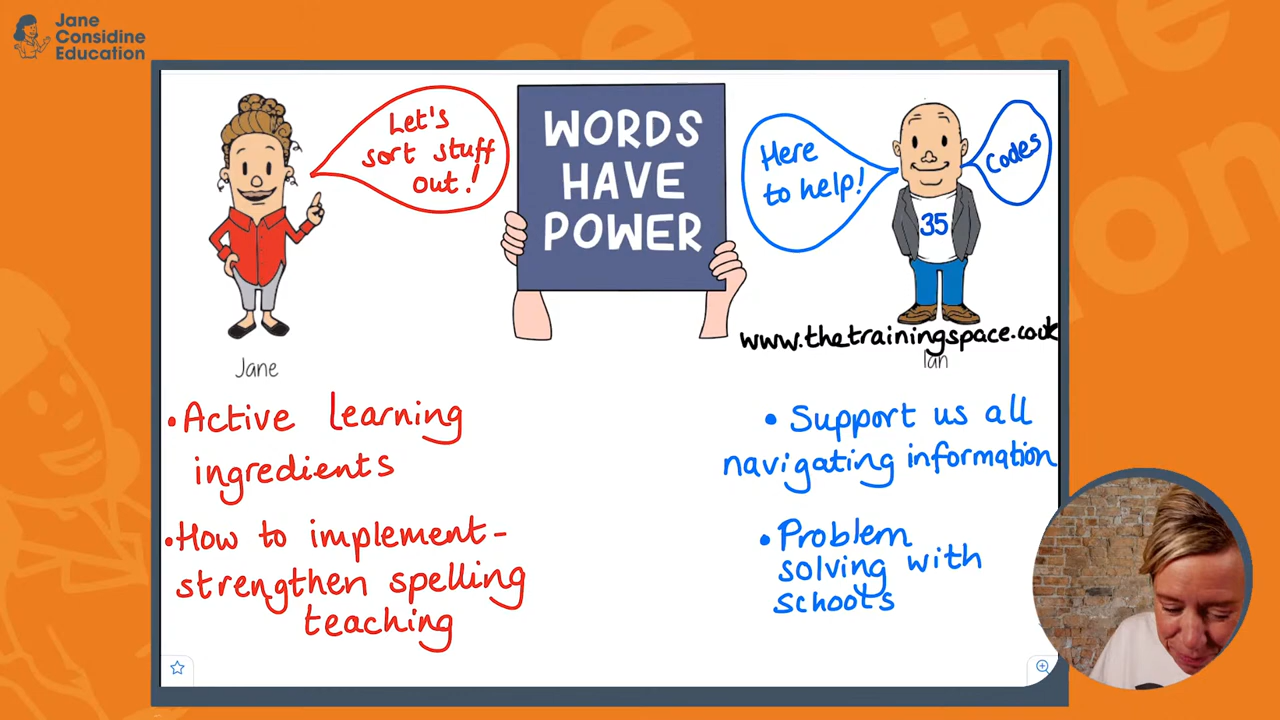 Jane
Considine
Education
Let's
sort stuff
out!
WORDS
HAVE
POWER
Here
to help!
Codes
35
www.thetrainingspace.co.uk
Jane
Ian
•Active learning
ingredients
•How to implement-
strengthen spelling
teaching
•Support us all
navigating information
•Problem
solving with
schools